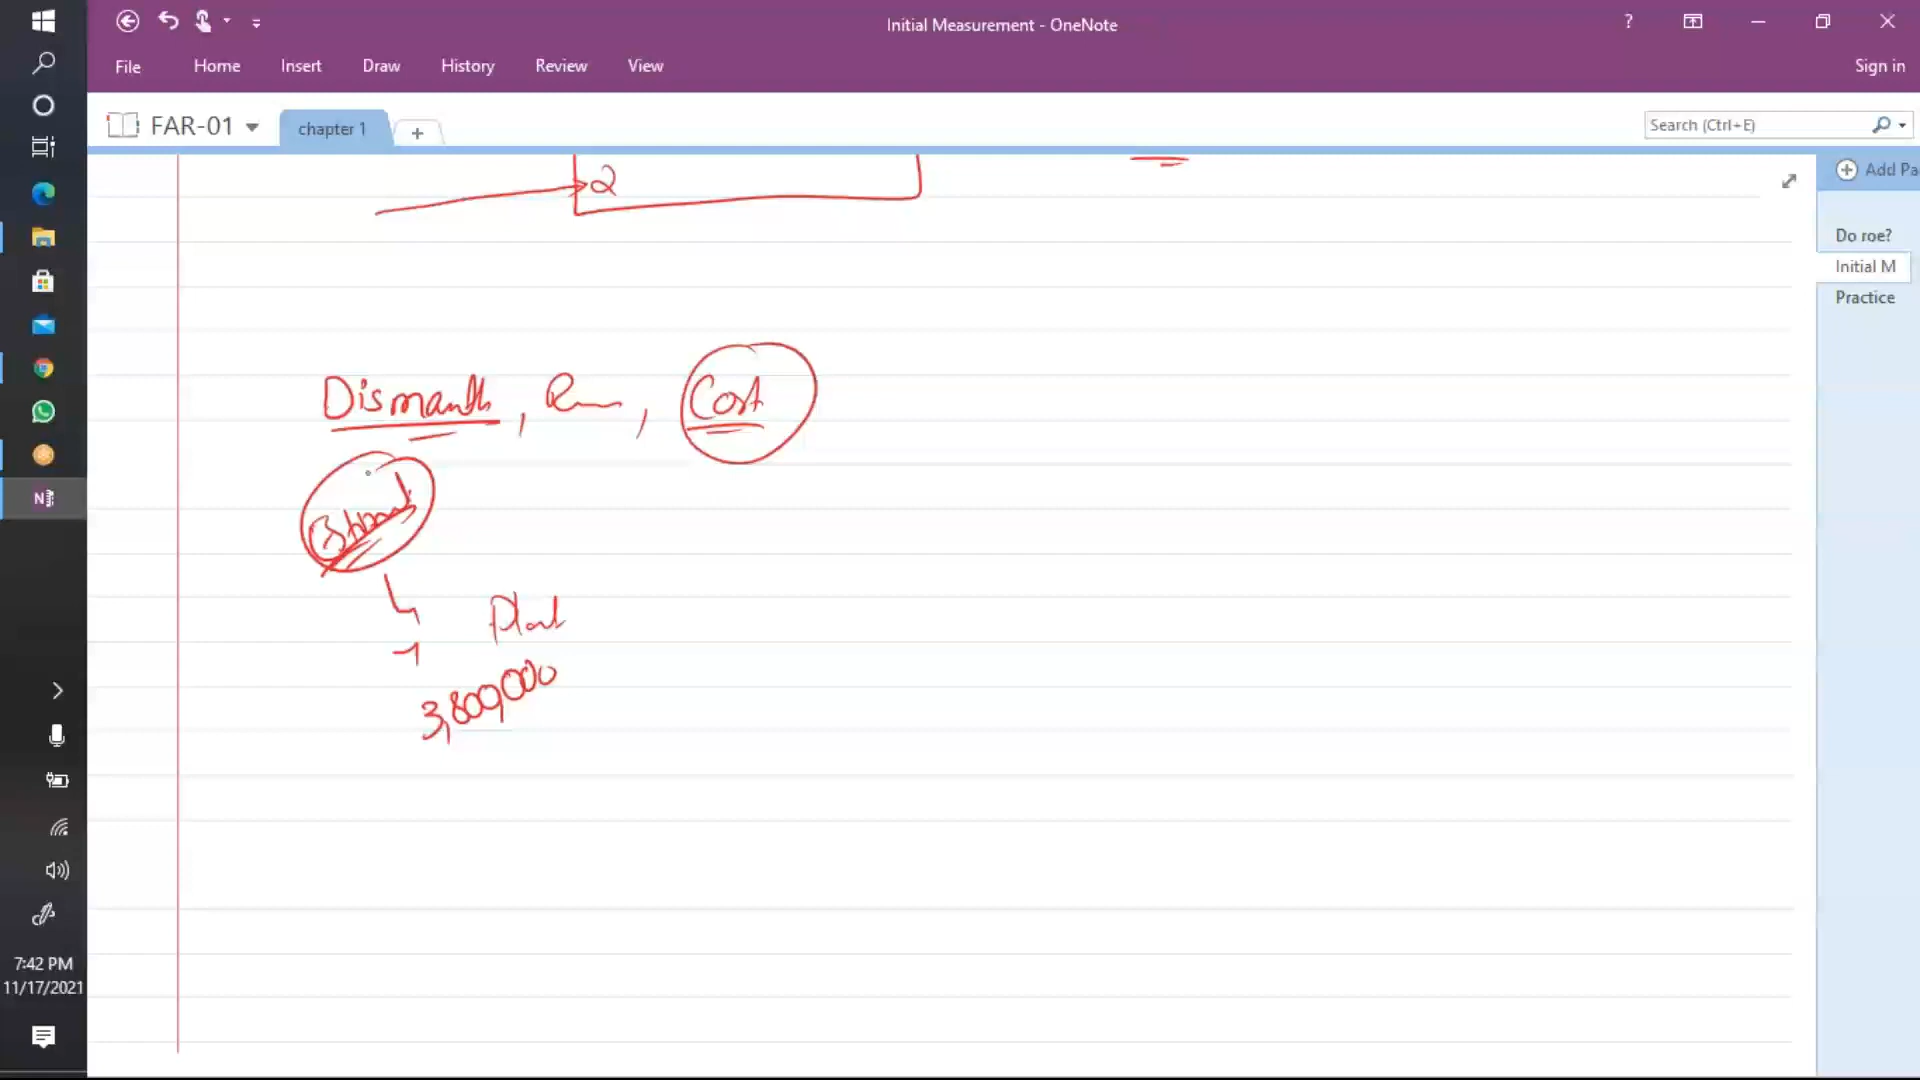 Initial Measurement - OneNote
?
File Home Insert Draw History Review View
Sign in
FAR-01
chapter 1
+
Search (Ctrl+E)
2
Add Pa
Do roe?
Initial M
Practice
Dismantle, R , Cost
Plant
3,800,000
N
7:42 PM
11/17/2021